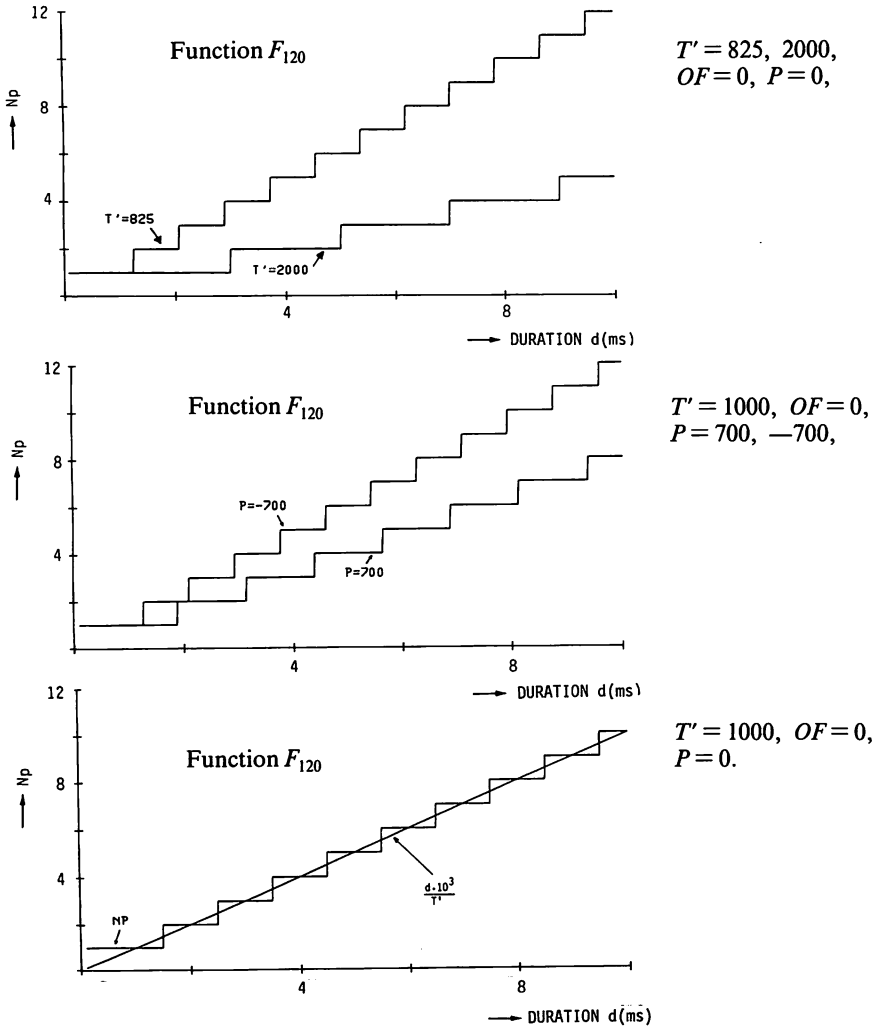 12
Function F₁₂₀
T' = 825, 2000,
OF = 0, P = 0,
Np
8
4
T'=825
T'=2000
4
8
DURATION d(ms)
12
Function F₁₂₀
T' = 1000, OF = 0,
P = 700, —700,
Np
8
P=-700
4
P=700
4
8
DURATION d(ms)
12
Function F₁₂₀
T' = 1000, OF = 0,
P = 0.
Np
8
4
d·10³
T'
NP
4
8
DURATION d(ms)